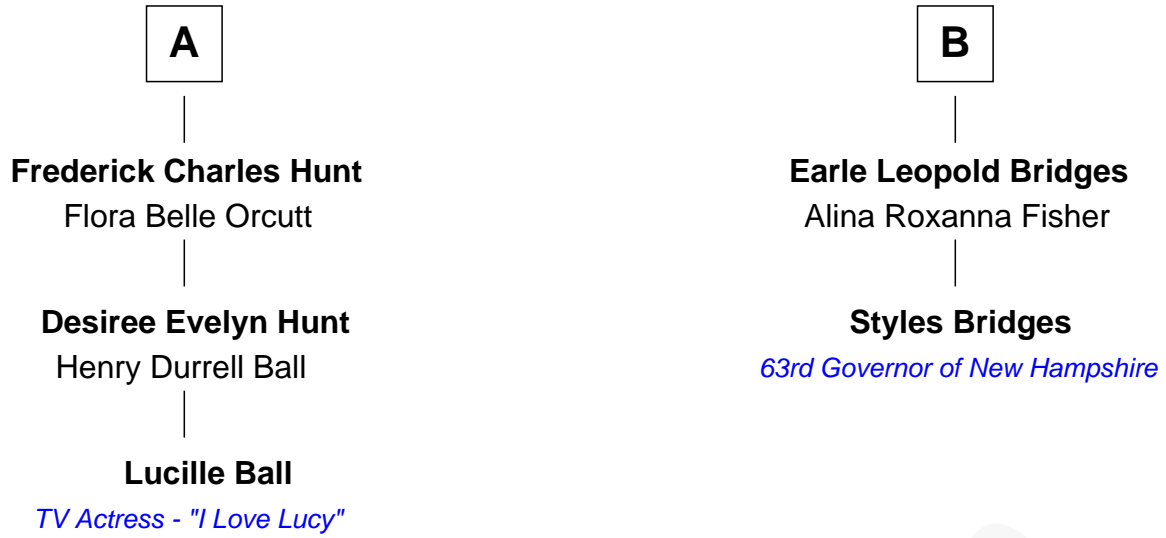 A
B
Frederick Charles Hunt
Flora Belle Orcutt
Earle Leopold Bridges
Alina Roxanna Fisher
Desiree Evelyn Hunt
Henry Durrell Ball
Styles Bridges
63rd Governor of New Hampshire
Lucille Ball
TV Actress - "I Love Lucy"